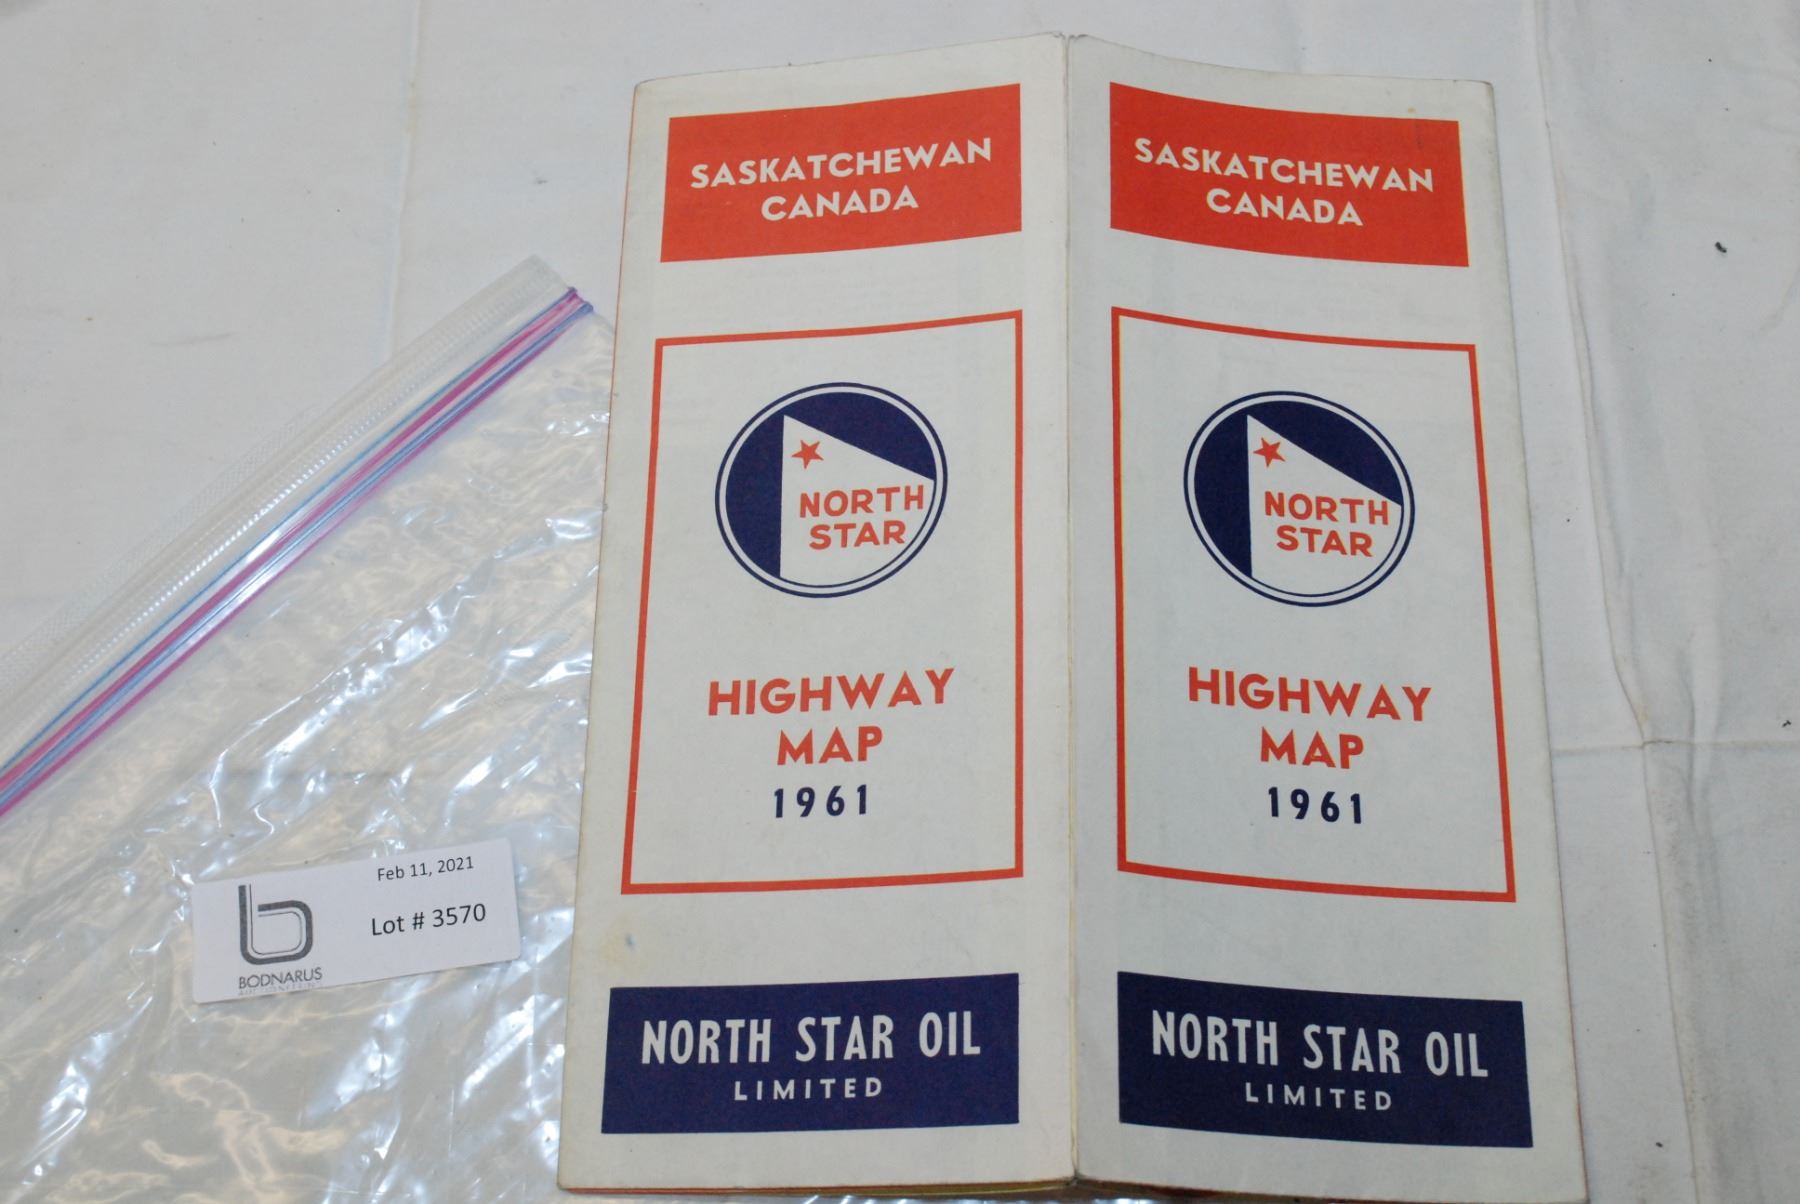 SASKATCHEWAN
CANADA
NORTH
STAR
HIGHWAY
MAP
1961
NORTH STAR OIL
LIMITED
SASKATCHEWAN
CANADA
NORTH
STAR
HIGHWAY
MAP
1961
NORTH STAR OIL
LIMITED
Feb 11, 2021
Lot # 3570
BODNARUS
AUCTIONEERING